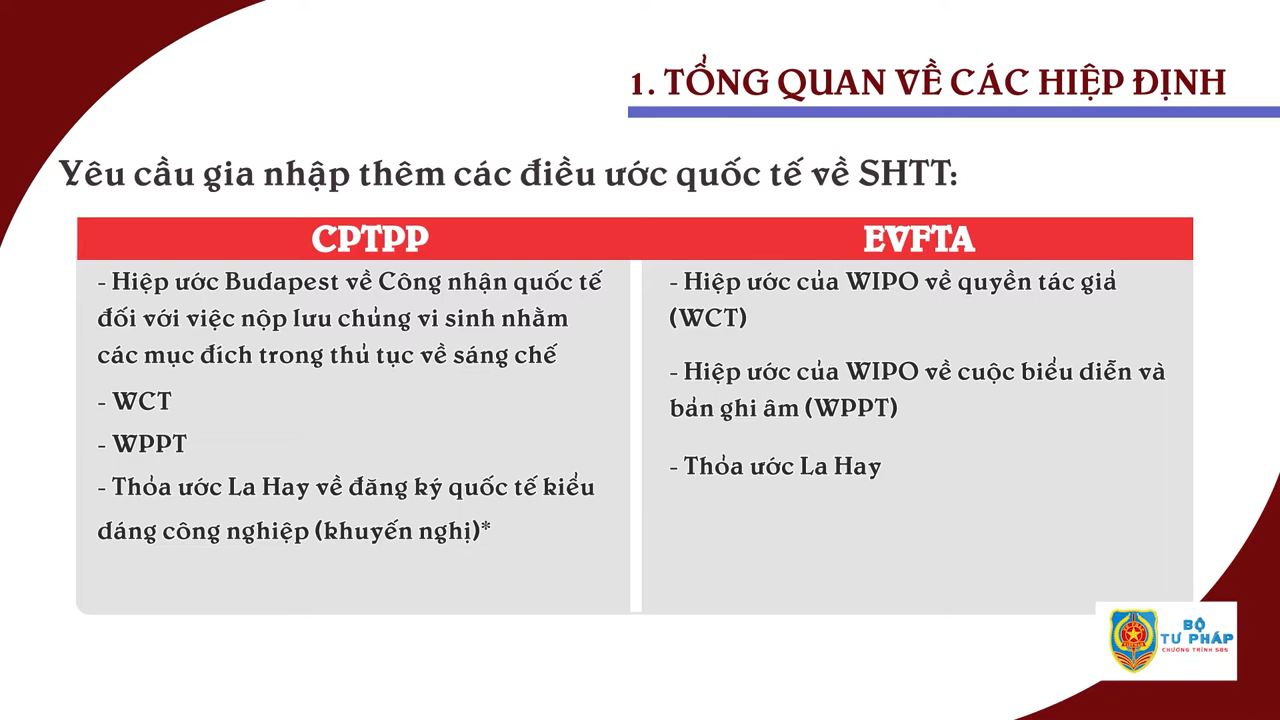 1. TỔNG QUAN VỀ CÁC HIỆP ĐỊNH
Yêu cầu gia nhập thêm các điều ước quốc tế về SHTT:
CPTPP
- Hiệp ước Budapest về Công nhận quốc tế
đối với việc nộp lưu chủng vi sinh nhằm
các mục đích trong thủ tục về sáng chế
- WCT
- WPPT
- Thỏa ước La Hay về đăng ký quốc tế kiểu
dáng công nghiệp (khuyến nghị)*
EVFTA
- Hiệp ước của WIPO về quyền tác giả
(WCT)
- Hiệp ước của WIPO về cuộc biểu diễn và
bản ghi âm (WPPT)
- Thỏa ước La Hay
BỘ
TƯ PHÁP
CHƯƠNG TRÌNH 585